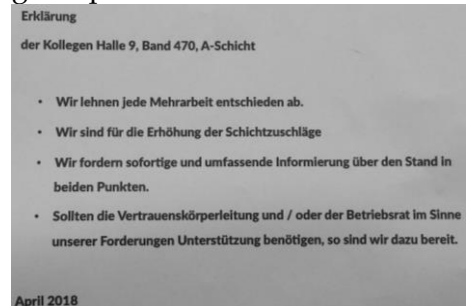 Erklärung
der Kollegen Halle 9, Band 470, A-Schicht
• Wir lehnen jede Mehrarbeit entschieden ab.
• Wir sind für die Erhöhung der Schichtzuschläge
• Wir fordern sofortige und umfassende Informierung über den Stand in
beiden Punkten.
• Sollten die Vertrauenskörperleitung und / oder der Betriebsrat im Sinne
unserer Forderungen Unterstützung benötigen, so sind wir dazu bereit.
April 2018